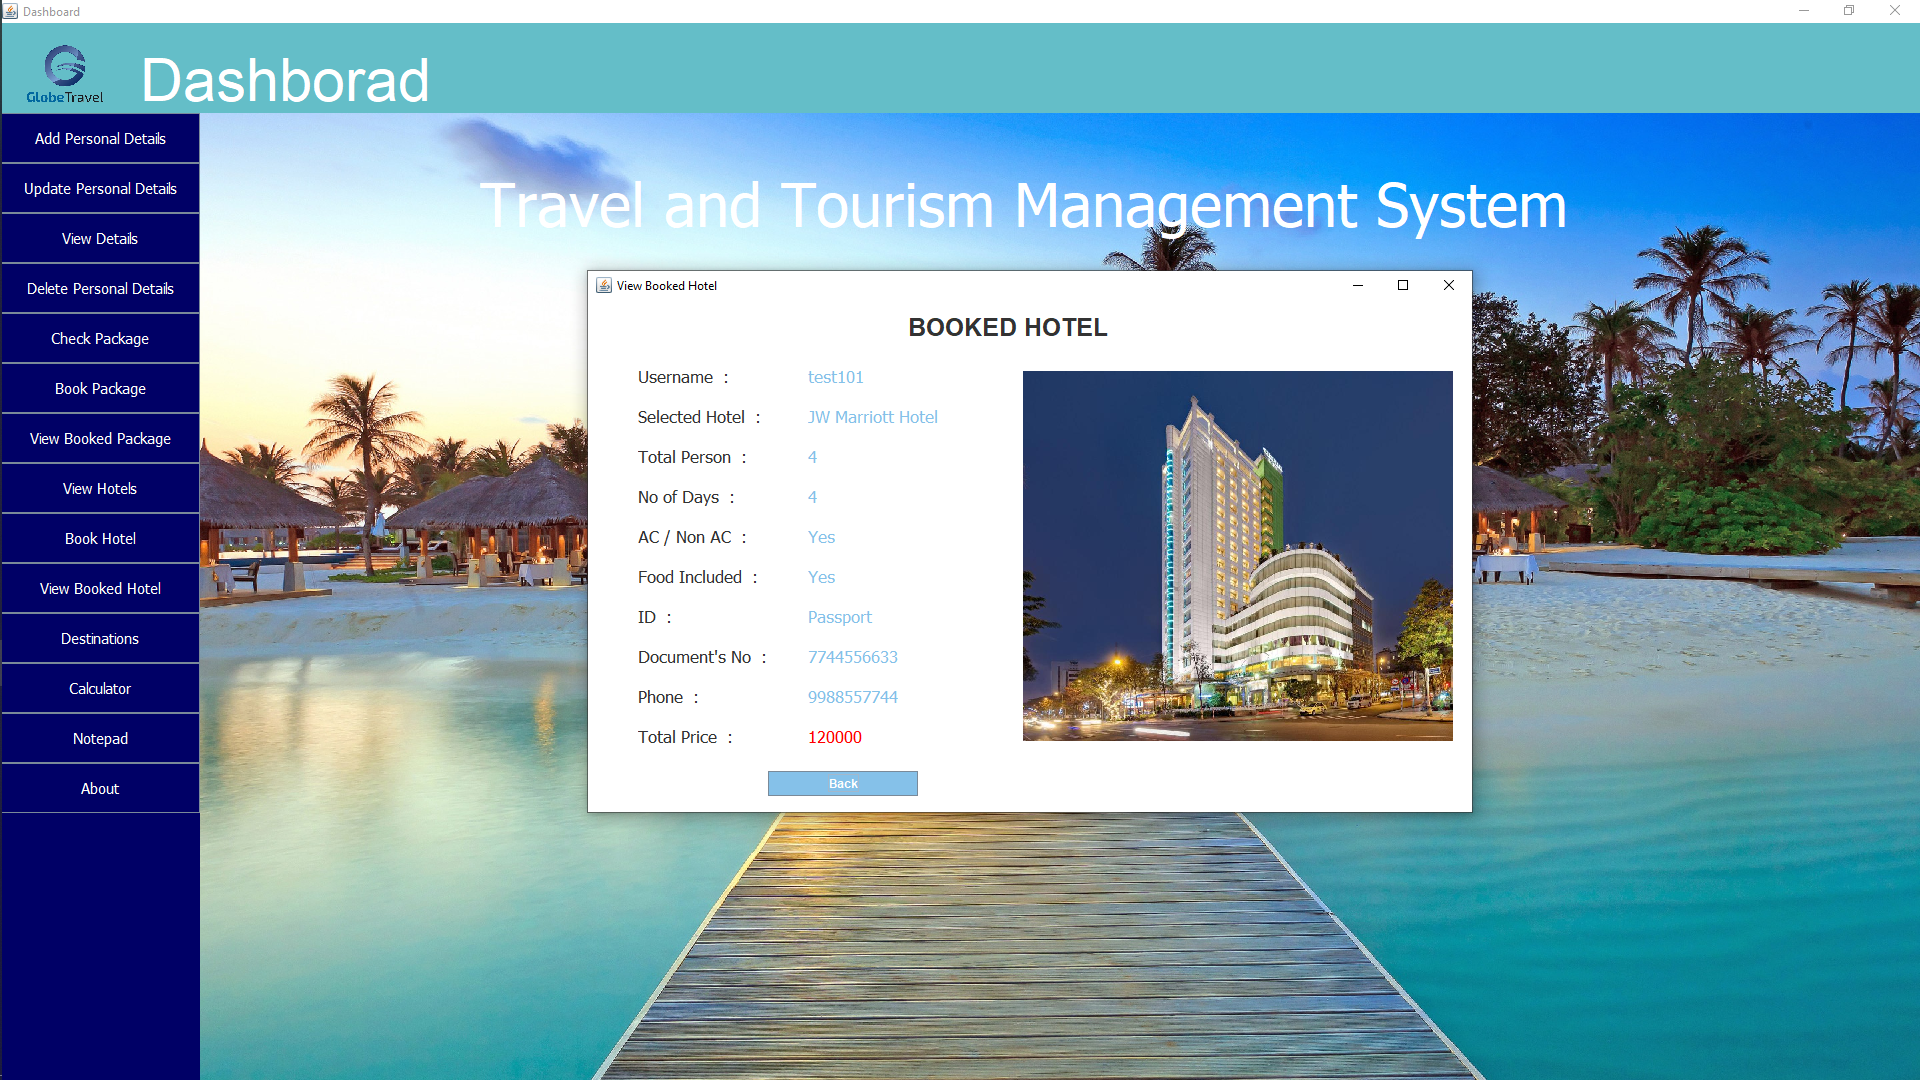 Dashboard
GlobeTravel
Dashborad
Add Personal Details
Update Personal Details
View Details
Delete Personal Details
Check Package
Book Package
View Booked Package
View Hotels
Book Hotel
View Booked Hotel
Destinations
Calculator
Notepad
About
Travel and Tourism Management System
View Booked Hotel
BOOKED HOTEL
Username : test101
Selected Hotel : JW Marriott Hotel
Total Person : 4
No of Days : 4
AC / Non AC : Yes
Food Included : Yes
ID : Passport
Document's No : 7744556633
Phone : 9988557744
Total Price : 120000
Back